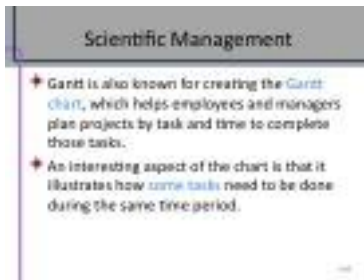 Scientific Management
Gantt is also known for creating the Gantt
chart, which helps employees and managers
plan projects by task and time to complete
those tasks.
An interesting aspect of the chart is that it
illustrates how some tasks need to be done
during the same time period.